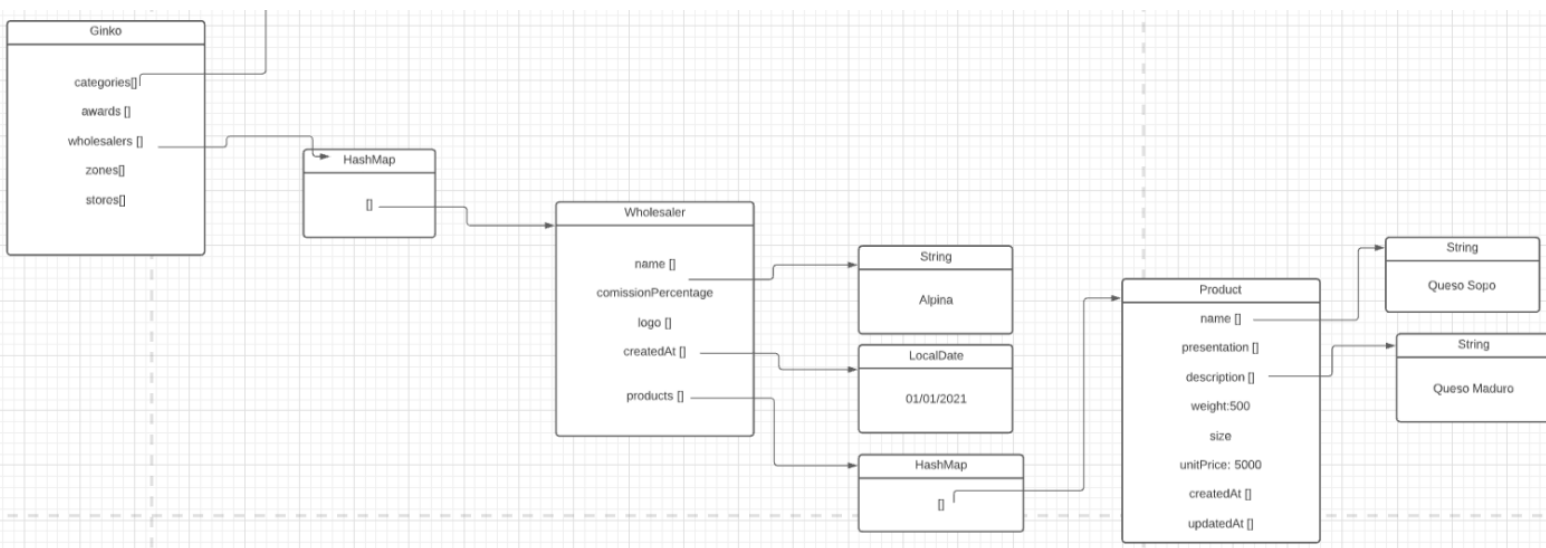 Ginko
categories[]
awards []
wholesalers []
zones[]
stores[]
HashMap
[]
Wholesaler
name []
comissionPercentage
logo []
createdAt []
products []
String
Alpina
LocalDate
01/01/2021
HashMap
[]
Product
name []
presentation []
description []
weight:500
size
unitPrice: 5000
createdAt []
updatedAt []
String
Queso Sopo
String
Queso Maduro